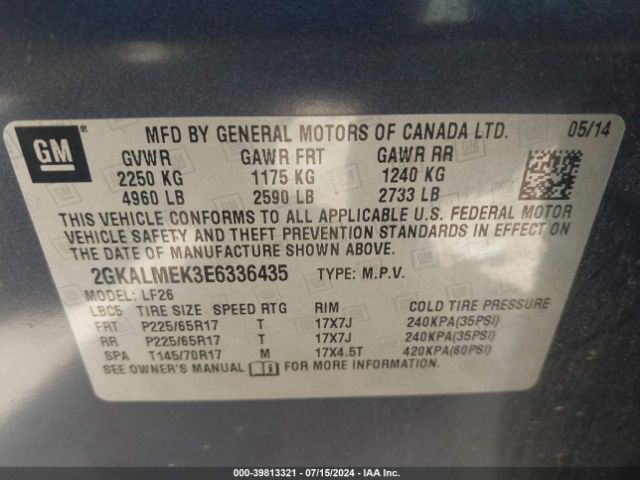 GM ®
MFD BY GENERAL MOTORS OF CANADA LTD. 05/14
GVWR GAWR FRT GAWR RR
2250 KG 1175 KG 1240 KG
4960 LB 2590 LB 2733 LB
THIS VEHICLE CONFORMS TO ALL APPLICABLE U.S. FEDERAL MOTOR
VEHICLE SAFETY AND THEFT PREVENTION STANDARDS IN EFFECT ON
THE DATE OF MANUFACTURE SHOWN ABOVE.
2GKALMEK3E6336435 TYPE: M.P.V.
MODEL: LF26
LBC5 TIRE SIZE SPEED RTG RIM COLD TIRE PRESSURE
FRT P225/65R17 T 17X7J 240KPA(35PSI)
RR P225/65R17 T 17X7J 240KPA(35PSI)
SPA T145/70R17 M 17X4.5T 420KPA(60PSI)
SEE OWNER'S MANUAL FOR MORE INFORMATION.
000-39813321 / 07/15/2024 - IAA Inc.